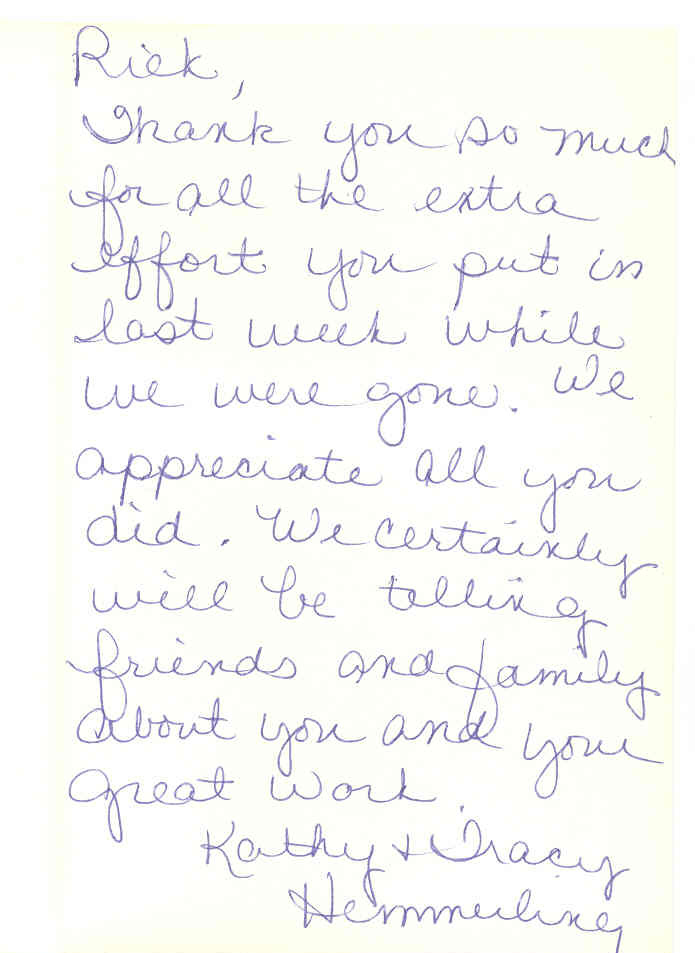 Rick,
Thank you so much
for all the extra
effort you put in
last week while
we were gone. We
appreciate all you
did. We certainly
will be telling
friends and family
about you and your
great work.
Kathy & Tracy
Hemmerling